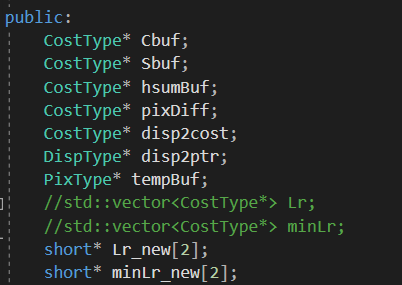 public:
CostType* Cbuf;
CostType* Sbuf;
CostType* hsumBuf;
CostType* pixDiff;
CostType* disp2cost;
DispType* disp2ptr;
PixType* tempBuf;
//std::vector<CostType*> Lr;
//std::vector<CostType*> minLr;
short* Lr_new[2];
short* minLr_new[2];